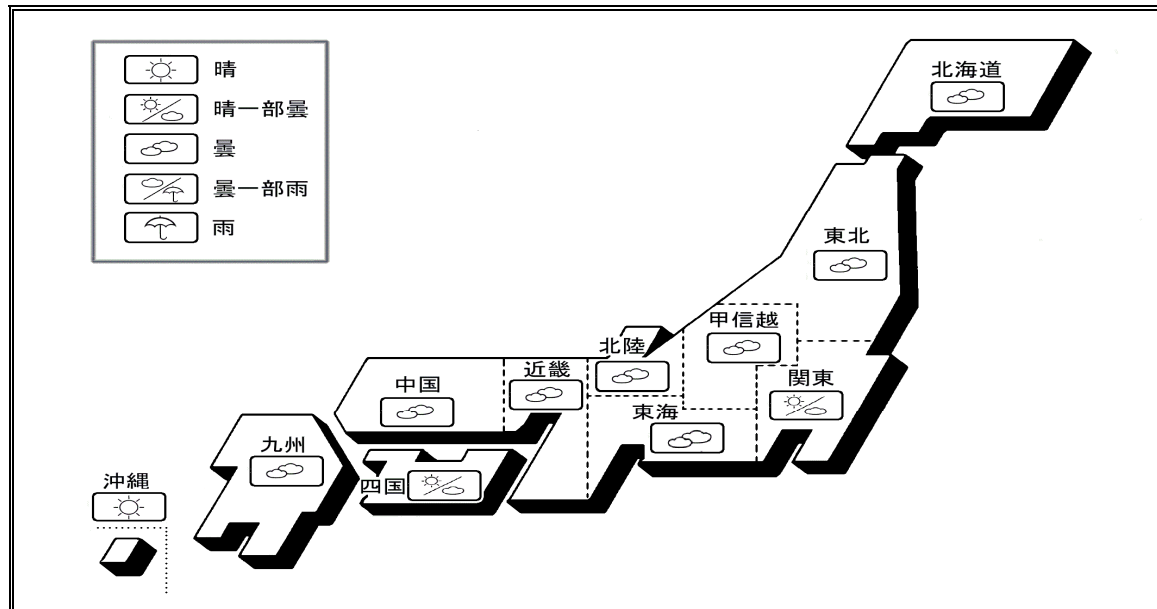 晴
晴一部曇
曇
曇一部雨
雨
北海道
東北
甲信越
北陸
関東
近畿
中国
東海
九州
四国
沖縄